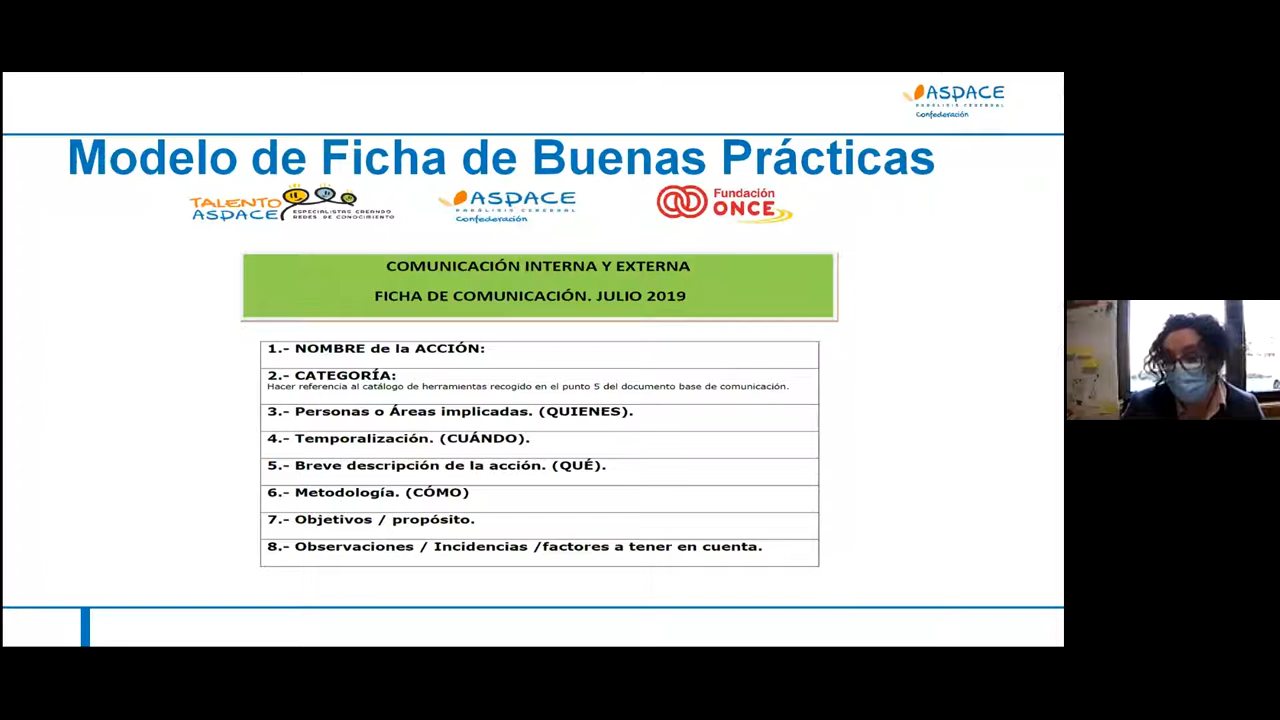 ASPACE
PARÁLISIS CEREBRAL
Confederación
Modelo de Ficha de Buenas Prácticas
TALENTO
ASPACE
ESPECIALISTAS CREANDO
REDES DE CONOCIMIENTO
ASPACE
PARÁLISIS CEREBRAL
Confederación
Fundación
ONCE
COMUNICACIÓN INTERNA Y EXTERNA
FICHA DE COMUNICACIÓN. JULIO 2019
1.- NOMBRE de la ACCIÓN:
2.- CATEGORÍA:
Hacer referencia al catálogo de herramientas recogido en el punto 5 del documento base de comunicación.
3.- Personas o Áreas implicadas. (QUIENES).
4.- Temporalización. (CUÁNDO).
5.- Breve descripción de la acción. (QUÉ).
6.- Metodología. (CÓMO)
7.- Objetivos / propósito.
8.- Observaciones / Incidencias /factores a tener en cuenta.